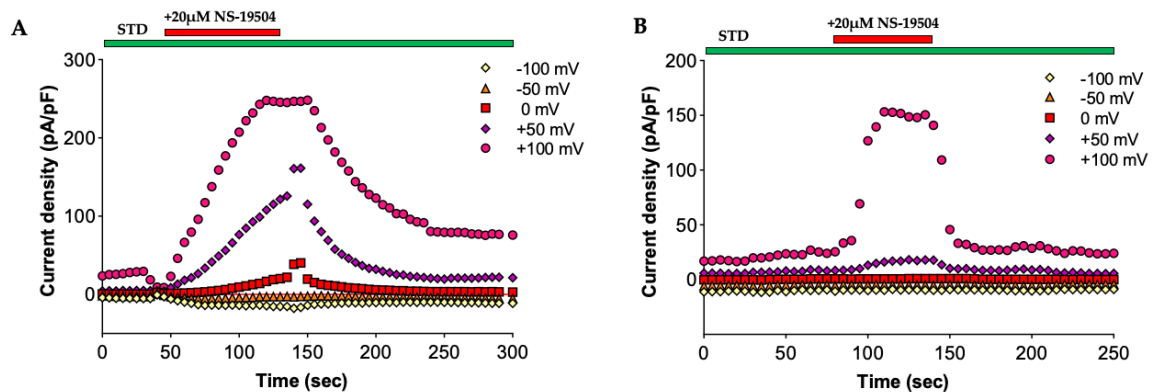 A
+20μM NS-19504
STD
300
200
100
0
Current density (pA/pF)
-100 mV
-50 mV
0 mV
+50 mV
+100 mV
0 50 100 150 200 250 300
Time (sec)
B
+20μM NS-19504
STD
200
150
100
50
0
Current density (pA/pF)
-100 mV
-50 mV
0 mV
+50 mV
+100 mV
0 50 100 150 200 250
Time (sec)